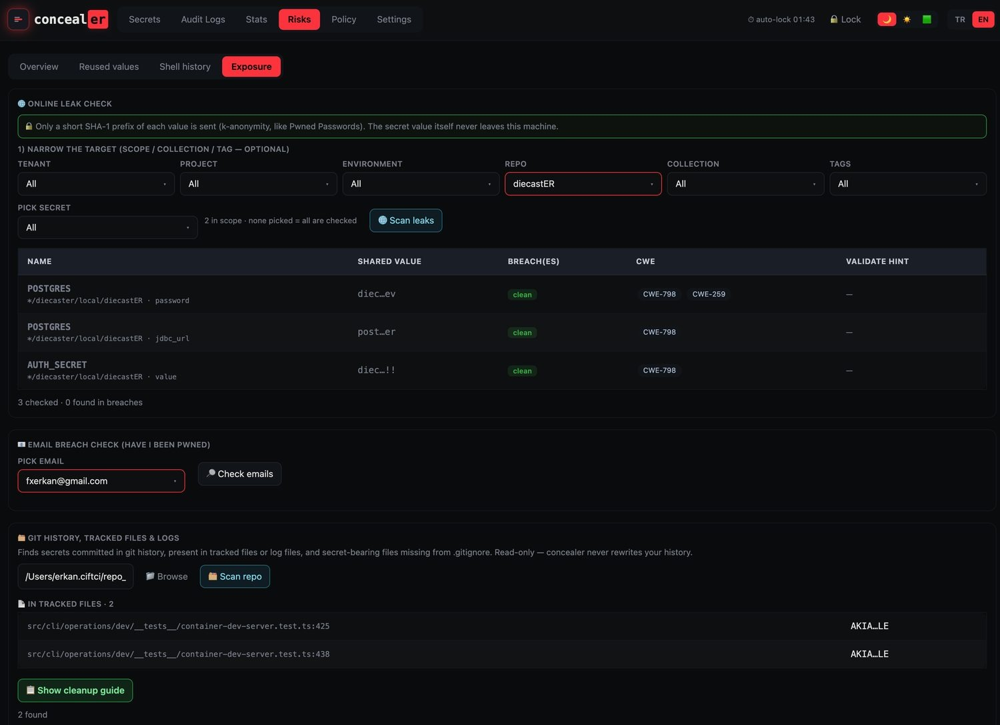 concealer
Secrets
Audit Logs
Stats
Risks
Policy
Settings
auto-lock 01:43
Lock
TR
EN
Overview
Reused values
Shell history
Exposure
ONLINE LEAK CHECK
Only a short SHA-1 prefix of each value is sent (k-anonymity, like Pwned Passwords). The secret value itself never leaves this machine.
1) NARROW THE TARGET (SCOPE / COLLECTION / TAG — OPTIONAL)
TENANT
PROJECT
ENVIRONMENT
REPO
COLLECTION
TAGS
All
All
All
diecastER
All
All
PICK SECRET
All
2 in scope · none picked = all are checked
Scan leaks
NAME
SHARED VALUE
BREACH(ES)
CWE
VALIDATE HINT
POSTGRES
*/diecaster/local/diecastER · password
diec…ev
clean
CWE-798
CWE-259
—
POSTGRES
*/diecaster/local/diecastER · jdbc_url
post…er
clean
CWE-798
—
AUTH_SECRET
*/diecaster/local/diecastER · value
diec…!!
clean
CWE-798
—
3 checked · 0 found in breaches
EMAIL BREACH CHECK (HAVE I BEEN PWNED)
PICK EMAIL
fxerkan@gmail.com
Check emails
GIT HISTORY, TRACKED FILES & LOGS
Finds secrets committed in git history, present in tracked files or log files, and secret-bearing files missing from .gitignore. Read-only — concealer never rewrites your history.
/Users/erkan.ciftci/repo_
Browse
Scan repo
IN TRACKED FILES · 2
src/cli/operations/dev/__tests__/container-dev-server.test.ts:425
AKIA…LE
src/cli/operations/dev/__tests__/container-dev-server.test.ts:438
AKIA…LE
Show cleanup guide
2 found